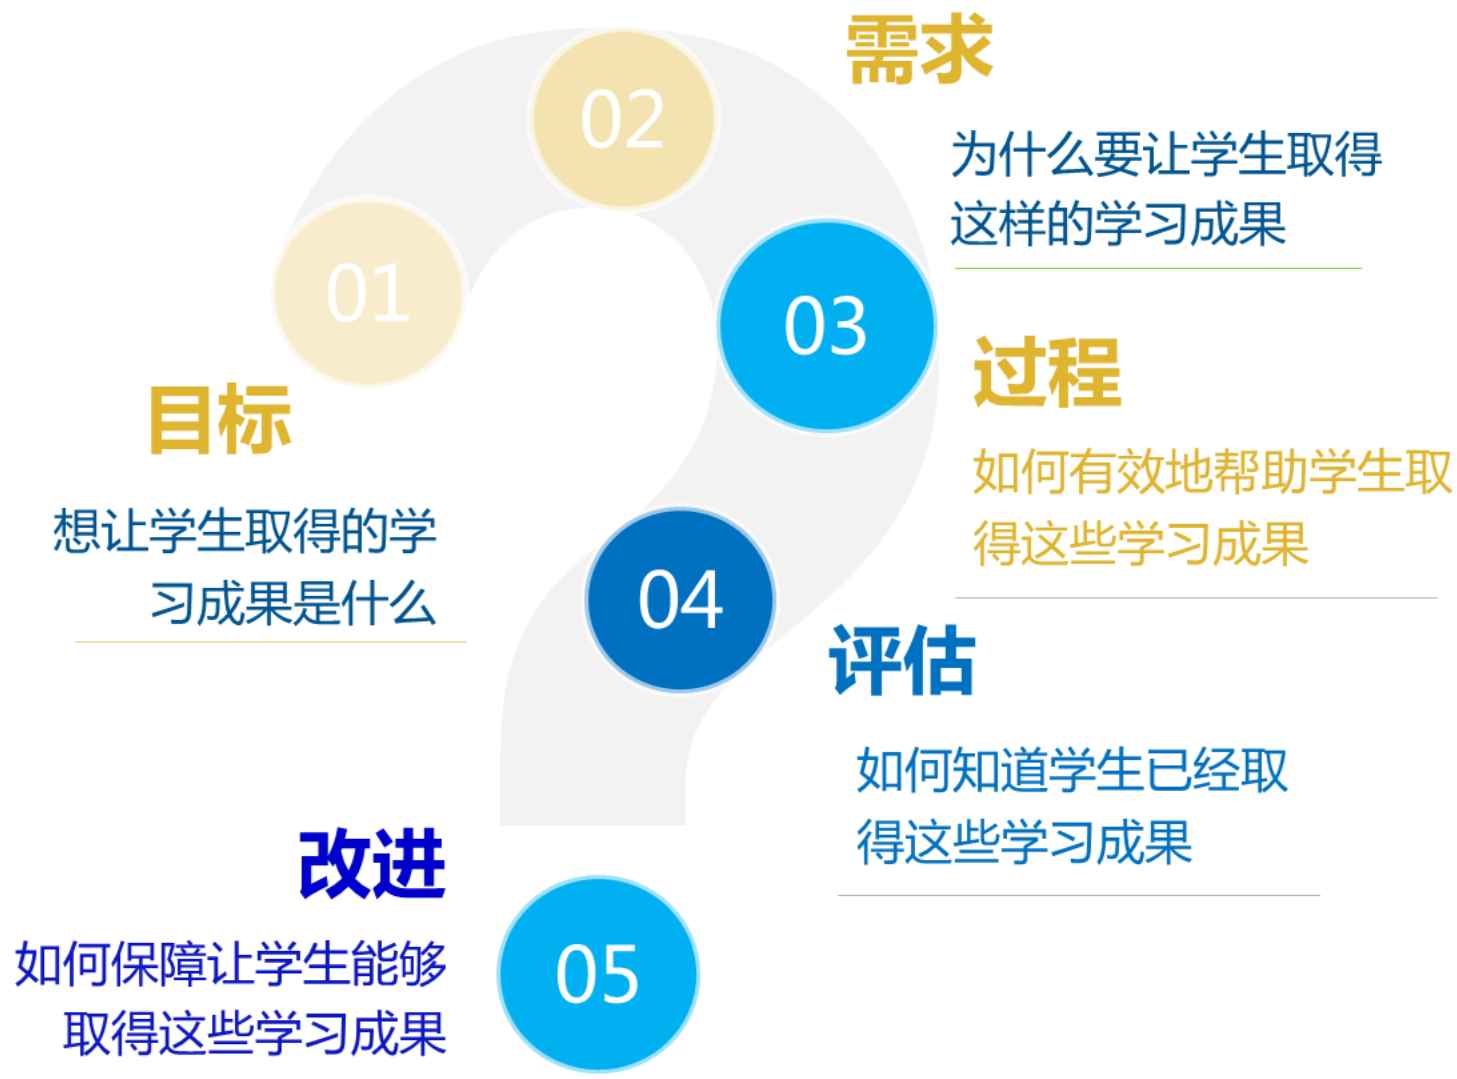 01
目标
想让学生取得的学
习成果是什么
02
需求
为什么要让学生取得
这样的学习成果
03
过程
如何有效地帮助学生取
得这些学习成果
04
评估
如何知道学生已经取
得这些学习成果
05
改进
如何保障让学生能够
取得这些学习成果